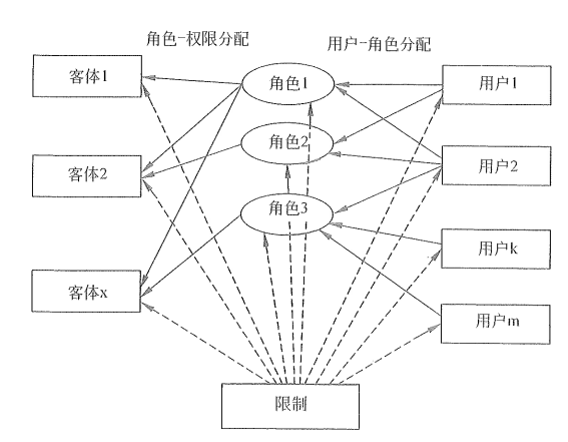 角色-权限分配
用户-角色分配
客体1
角色1
用户1
角色2
客体2
用户2
角色3
用户k
客体x
用户m
限制